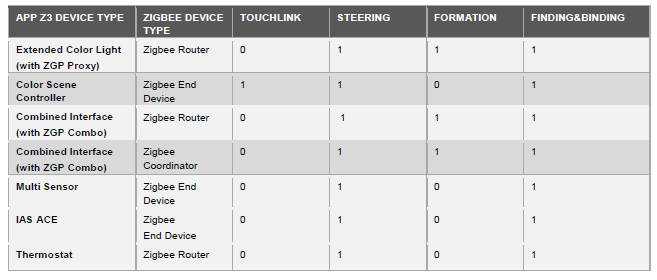 APP Z3 DEVICE TYPE ZIGBEE DEVICE TYPE TOUCHLINK STEERING FORMATION FINDING&BINDING
Extended Color Light (with ZGP Proxy) Zigbee Router 0 1 1 1
Color Scene Controller Zigbee End Device 1 1 0 1
Combined Interface (with ZGP Combo) Zigbee Router 0 1 1 1
Combined Interface (with ZGP Combo) Zigbee Coordinator 0 1 1 1
Multi Sensor Zigbee End Device 0 1 0 1
IAS ACE Zigbee End Device 0 1 0 1
Thermostat Zigbee Router 0 1 0 1